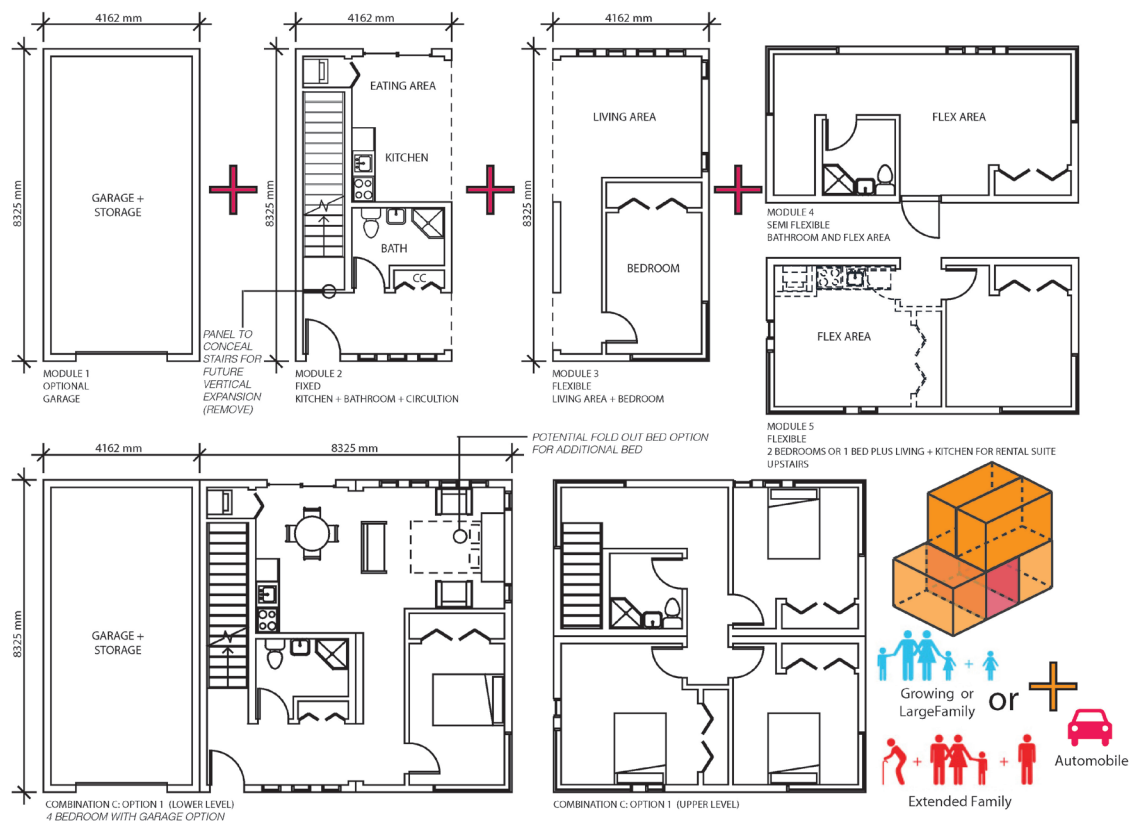 4162 mm
4162 mm
4162 mm
8325 mm
GARAGE +
STORAGE
MODULE 1
OPTIONAL
GARAGE
8325 mm
EATING AREA
KITCHEN
BATH
CC
PANEL TO
CONCEAL
STAIRS FOR
FUTURE
VERTICAL
EXPANSION
(REMOVE)
MODULE 2
FIXED
KITCHEN + BATHROOM + CIRCULTION
8325 mm
LIVING AREA
BEDROOM
MODULE 3
FLEXIBLE
LIVING AREA + BEDROOM
FLEX AREA
MODULE 4
SEMI FLEXIBLE
BATHROOM AND FLEX AREA
FLEX AREA
MODULE 5
FLEXIBLE
2 BEDROOMS OR 1 BED PLUS LIVING + KITCHEN FOR RENTAL SUITE
UPSTAIRS
4162 mm
8325 mm
POTENTIAL FOLD OUT BED OPTION
FOR ADDITIONAL BED
8325 mm
GARAGE +
STORAGE
COMBINATION C: OPTION 1 (LOWER LEVEL)
4 BEDROOM WITH GARAGE OPTION
COMBINATION C: OPTION 1 (UPPER LEVEL)
+
Growing or
LargeFamily
or
+ +
Extended Family
Automobile